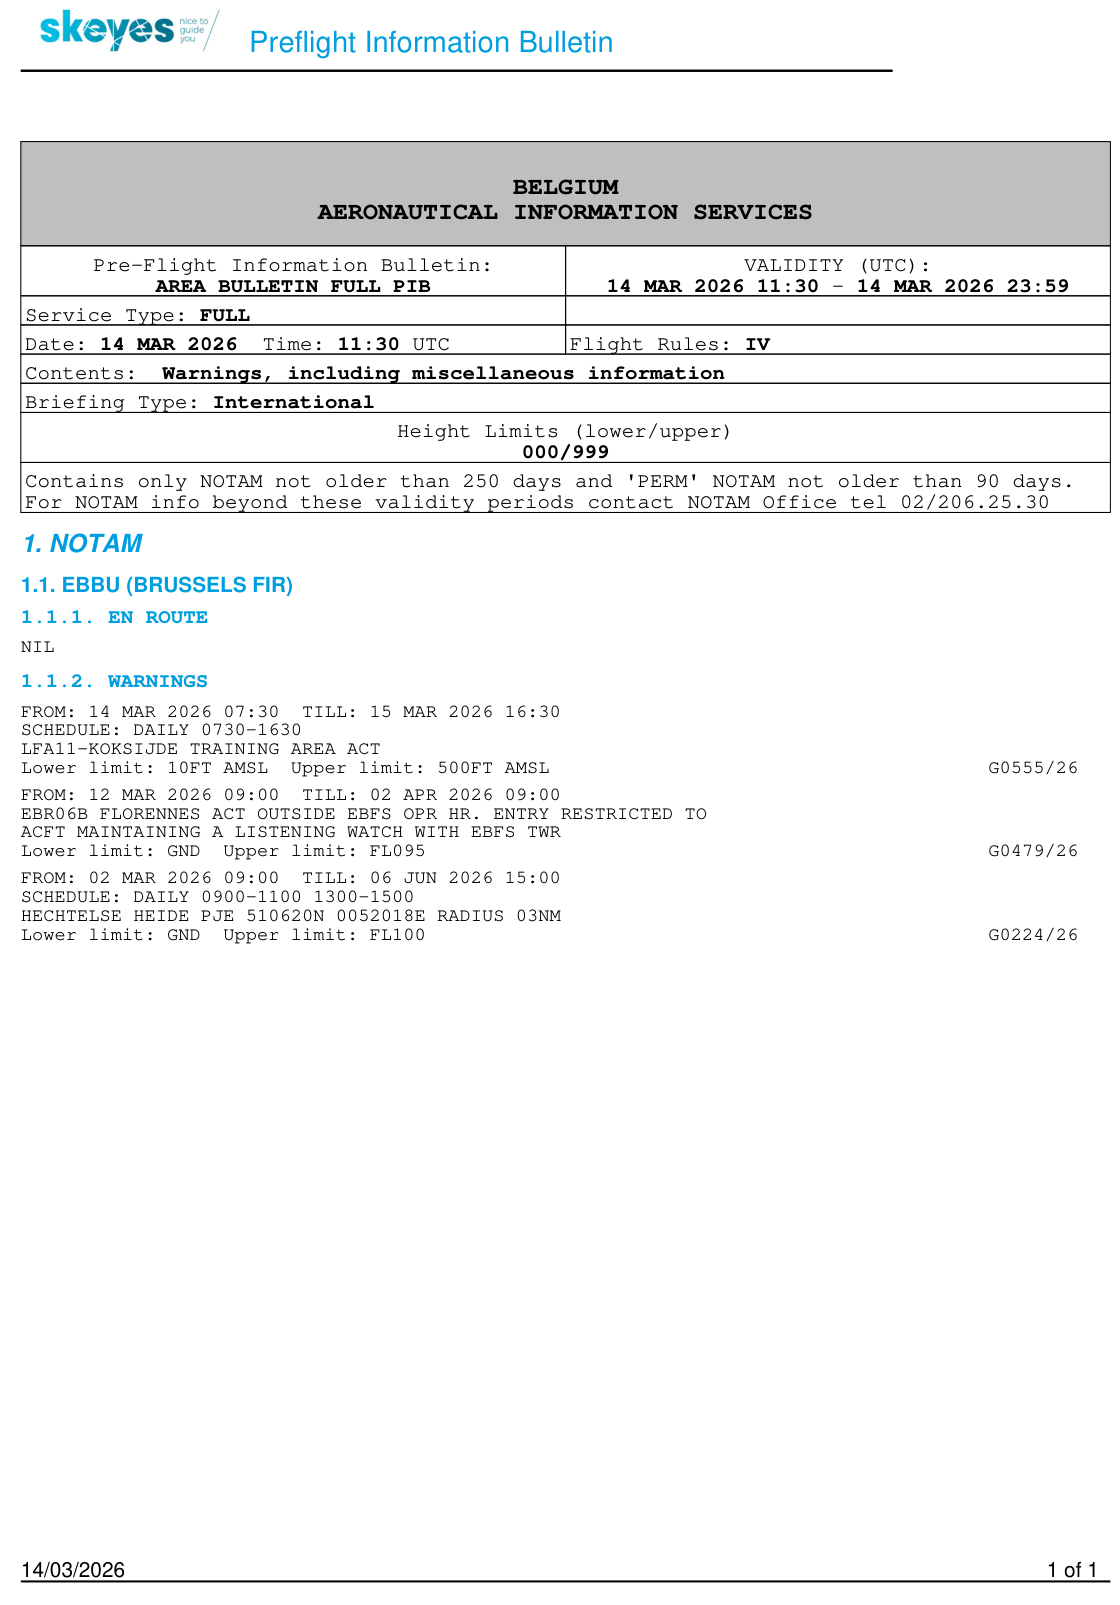 skeyes nice to guide you
Preflight Information Bulletin
BELGIUM
AERONAUTICAL INFORMATION SERVICES
Pre-Flight Information Bulletin:
AREA BULLETIN FULL PIB
VALIDITY (UTC):
14 MAR 2026 11:30 - 14 MAR 2026 23:59
Service Type: FULL
Date: 14 MAR 2026 Time: 11:30 UTC
Flight Rules: IV
Contents: Warnings, including miscellaneous information
Briefing Type: International
Height Limits (lower/upper)
000/999
Contains only NOTAM not older than 250 days and 'PERM' NOTAM not older than 90 days.
For NOTAM info beyond these validity periods contact NOTAM Office tel 02/206.25.30
1. NOTAM
1.1. EBBU (BRUSSELS FIR)
1.1.1. EN ROUTE
NIL
1.1.2. WARNINGS
FROM: 14 MAR 2026 07:30 TILL: 15 MAR 2026 16:30
SCHEDULE: DAILY 0730-1630
LFA11-KOKSIJDE TRAINING AREA ACT
Lower limit: 10FT AMSL Upper limit: 500FT AMSL G0555/26
FROM: 12 MAR 2026 09:00 TILL: 02 APR 2026 09:00
EBR06B FLORENNES ACT OUTSIDE EBFS OPR HR. ENTRY RESTRICTED TO
ACFT MAINTAINING A LISTENING WATCH WITH EBFS TWR
Lower limit: GND Upper limit: FL095 G0479/26
FROM: 02 MAR 2026 09:00 TILL: 06 JUN 2026 15:00
SCHEDULE: DAILY 0900-1100 1300-1500
HECHTELSE HEIDE PJE 510620N 0052018E RADIUS 03NM
Lower limit: GND Upper limit: FL100 G0224/26
14/03/2026
1 of 1